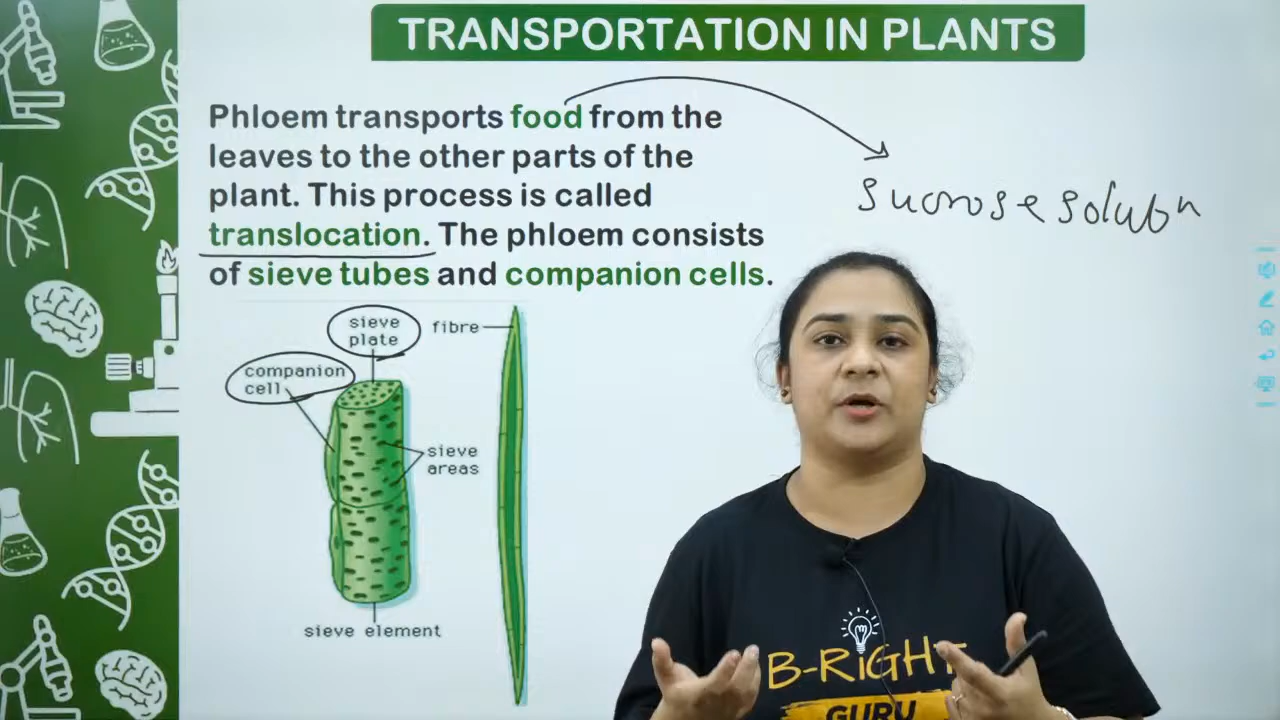 TRANSPORTATION IN PLANTS
Phloem transports food from the
leaves to the other parts of the
plant. This process is called
translocation. The phloem consists
of sieve tubes and companion cells.
sucrose solutn
sieve
plate
fibre
companion
cell
sieve
areas
sieve element
B-RiGHT
GURU